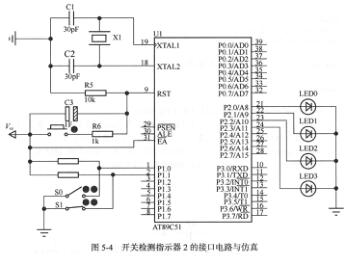 C1
30pF
X1
C2
30pF
R5
10k
C3
R6
1k
S0
S1
U1
19
XTAL1
18
XTAL2
9
RST
29
PSEN
30
ALE
31
EA
1
P1.0
2
P1.1
3
P1.2
4
P1.3
5
P1.4
6
P1.5
7
P1.6
8
P1.7
AT89C51
P0.0/AD0
39
P0.1/AD1
38
P0.2/AD2
37
P0.3/AD3
36
P0.4/AD4
35
P0.5/AD5
34
P0.6/AD6
33
P0.7/AD7
32
P2.0/A8
21
P2.1/A9
22
P2.2/A10
23
P2.3/A11
24
P2.4/A12
25
P2.5/A13
26
P2.6/A14
27
P2.7/A15
28
P3.0/RXD
10
P3.1/TXD
11
P3.2/INT0
12
P3.3/INT1
13
P3.4/T0
14
P3.5/T1
15
P3.6/WR
16
P3.7/RD
17
LED0
LED1
LED2
LED3
图 5-4 开关检测指示器 2 的接口电路与仿真